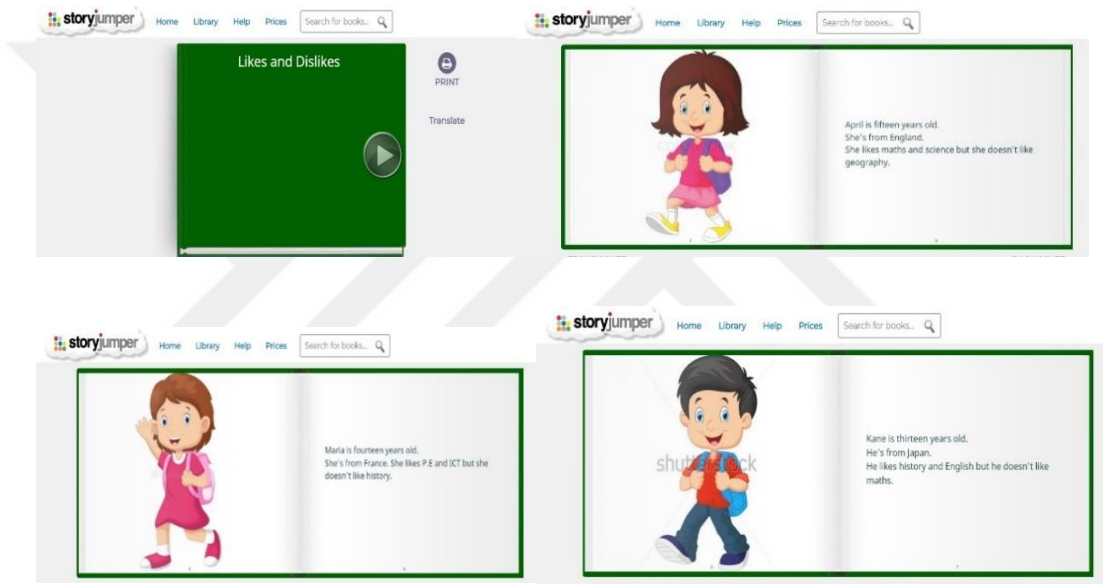 storyjumper
Home Library Help Prices Search for books...
Likes and Dislikes
PRINT
Translate
storyjumper
Home Library Help Prices Search for books...
April is fifteen years old.
She's from England.
She likes maths and science but she doesn't like
geography.
storyjumper
Home Library Help Prices Search for books...
Maria is fourteen years old.
She's from France. She likes P.E and ICT but she
doesn't like history.
storyjumper
Home Library Help Prices Search for books...
shutterstock
Kane is thirteen years old.
He's from Japan.
He likes history and English but he doesn't like
maths.